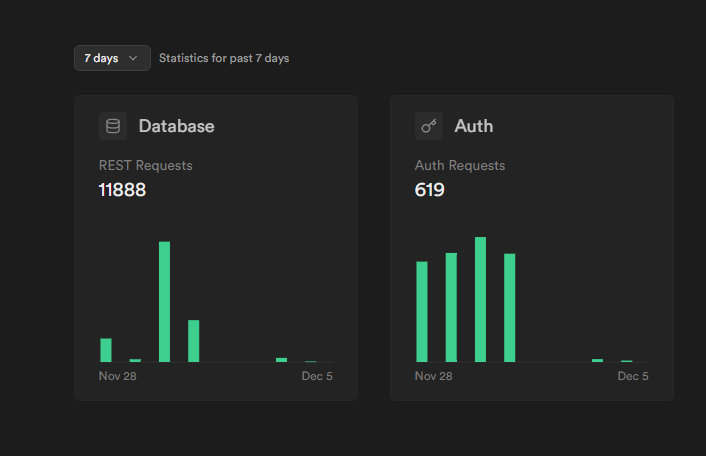 7 days
Statistics for past 7 days
Database
REST Requests
11888
Nov 28
Dec 5
Auth
Auth Requests
619
Nov 28
Dec 5